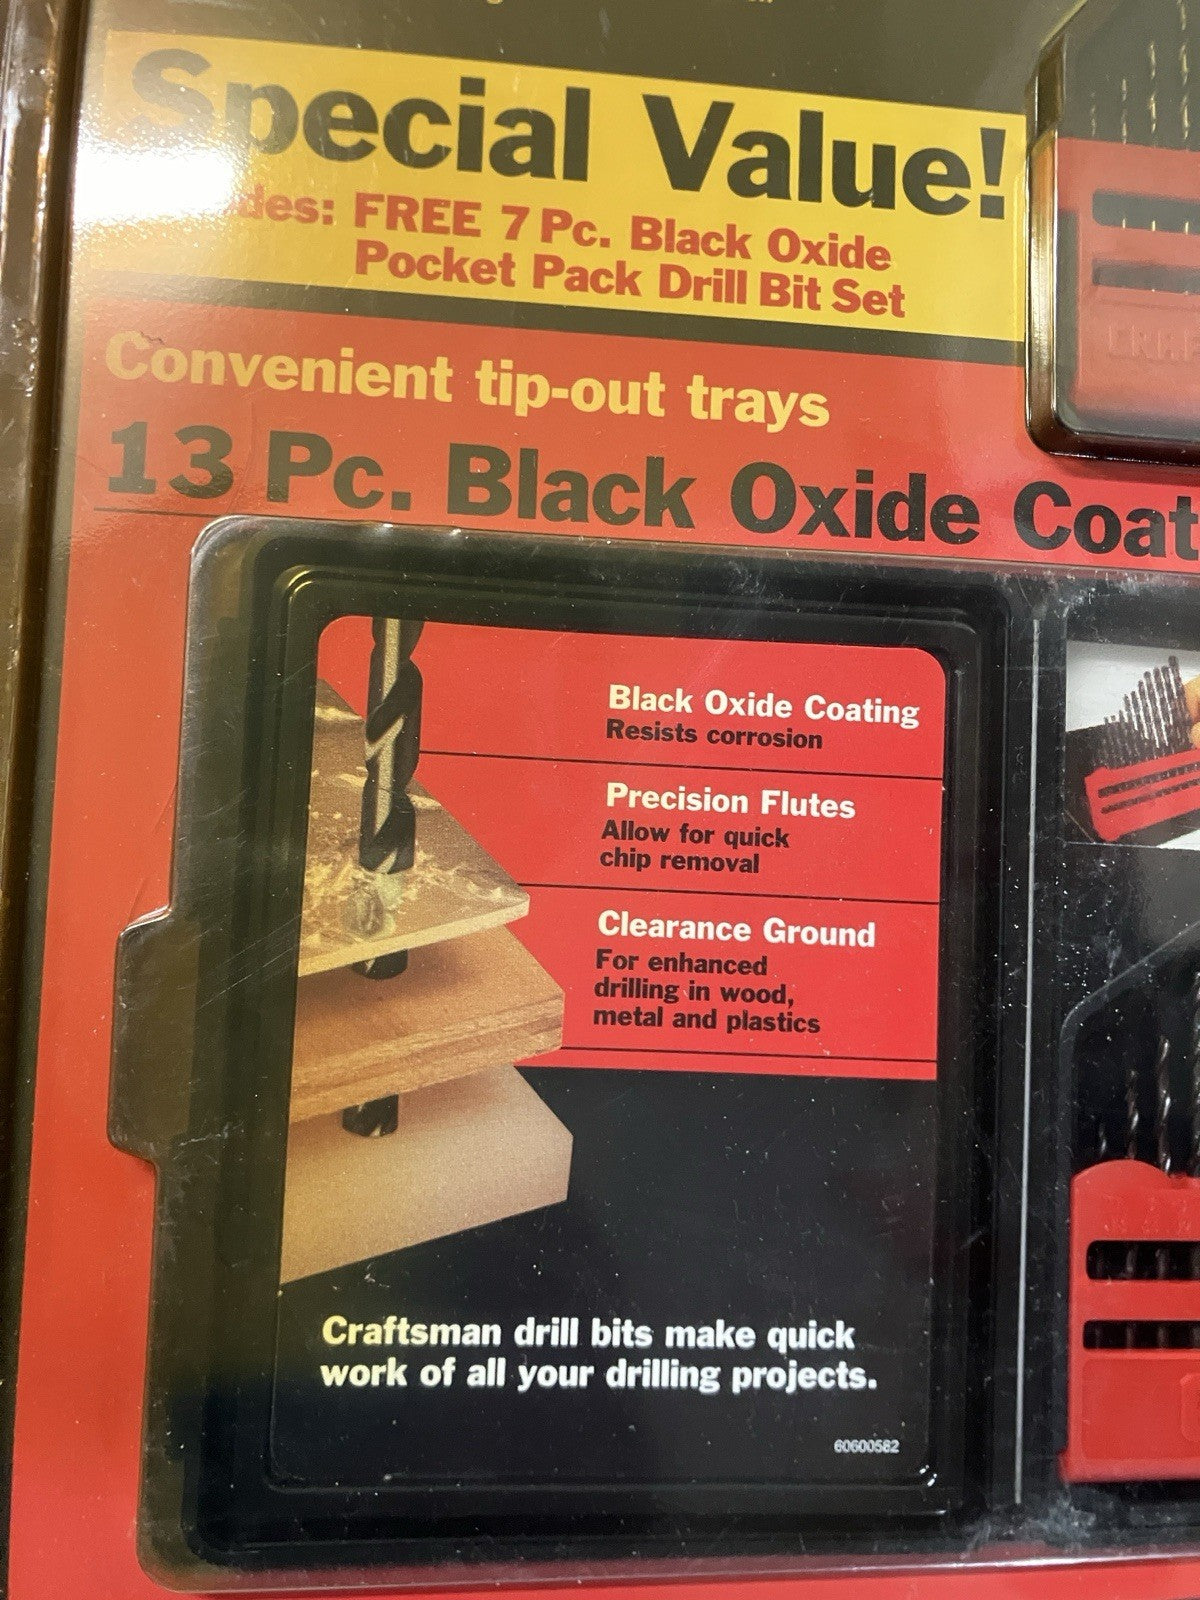 Special Value!
des: FREE 7 Pc. Black Oxide
Pocket Pack Drill Bit Set
Convenient tip-out trays
13 Pc. Black Oxide Coat
Black Oxide Coating
Resists corrosion
Precision Flutes
Allow for quick
chip removal
Clearance Ground
For enhanced
drilling in wood,
metal and plastics
Craftsman drill bits make quick
work of all your drilling projects.
60600582